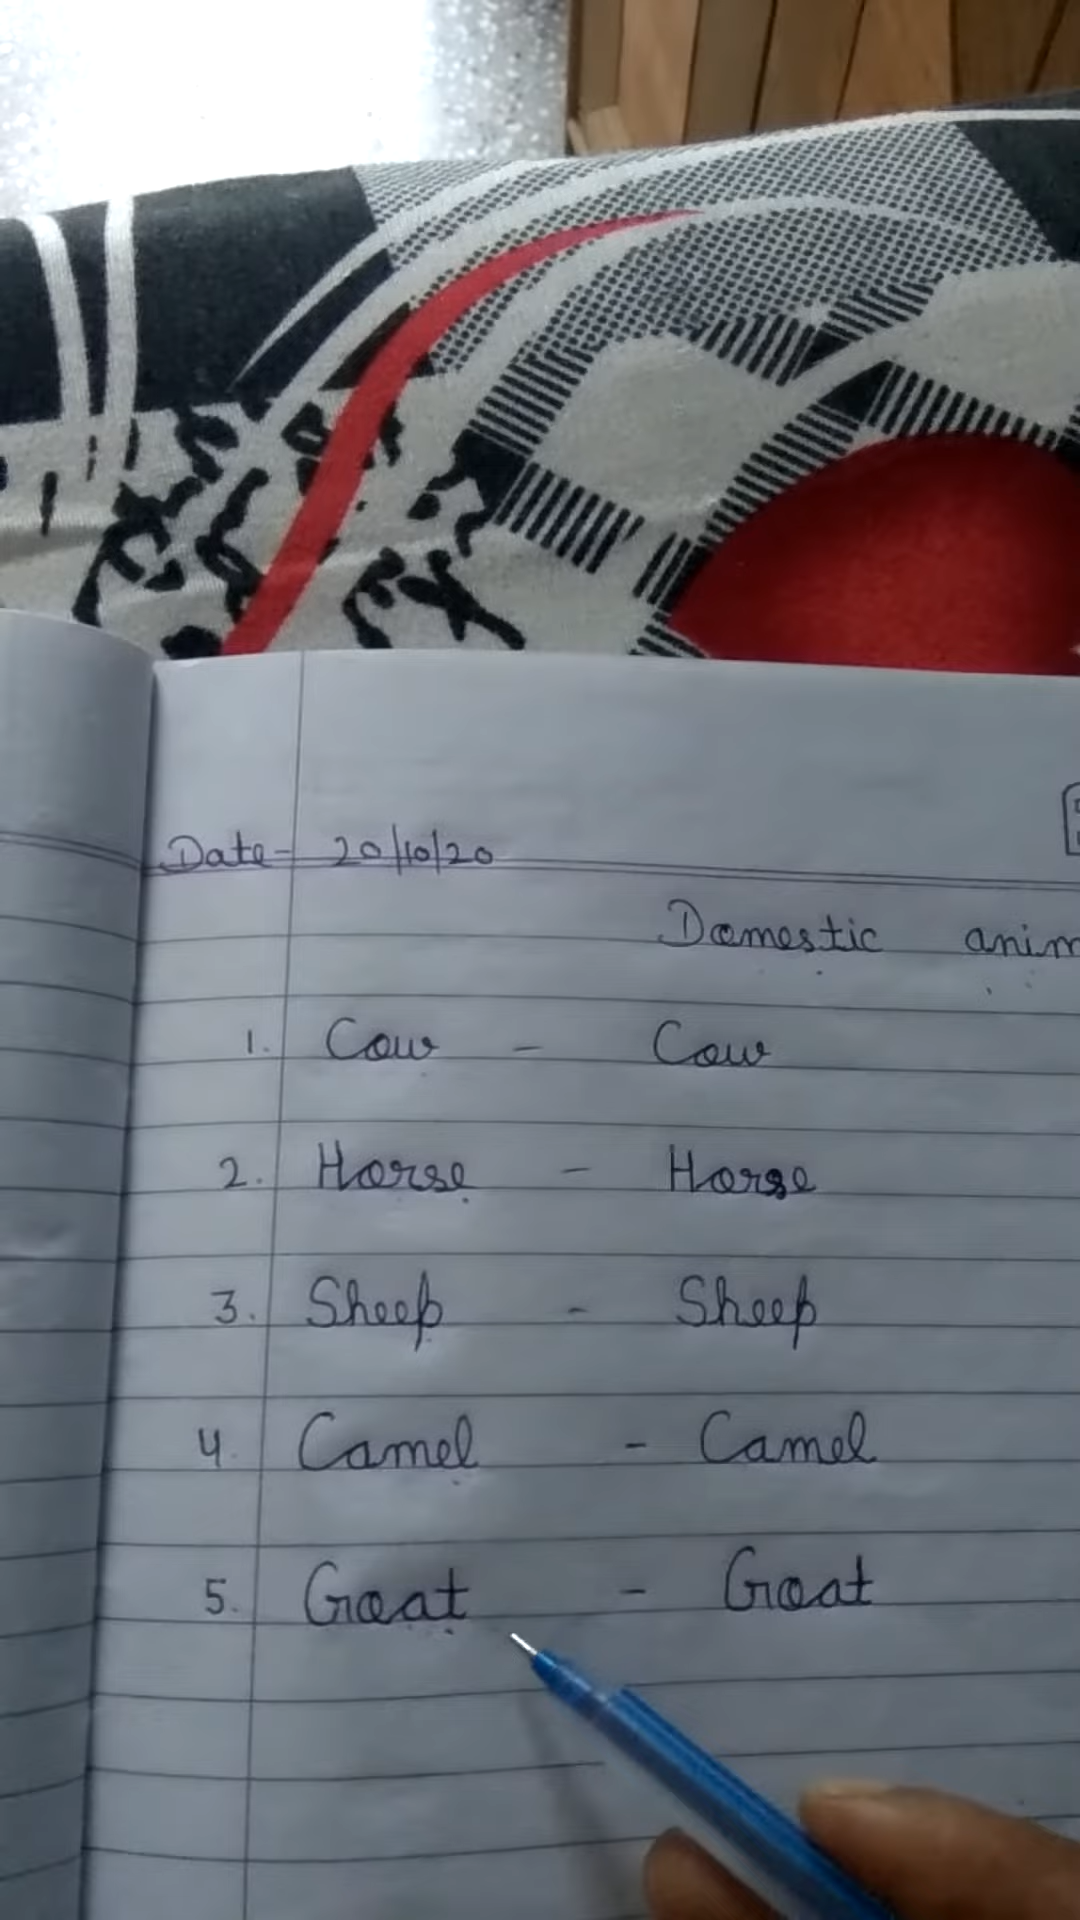 Date- 20/10/20
Domestic anim
1. Cow - Cow
2. Horse - Horse
3. Sheep - Sheep
4. Camel - Camel
5. Goat - Goat